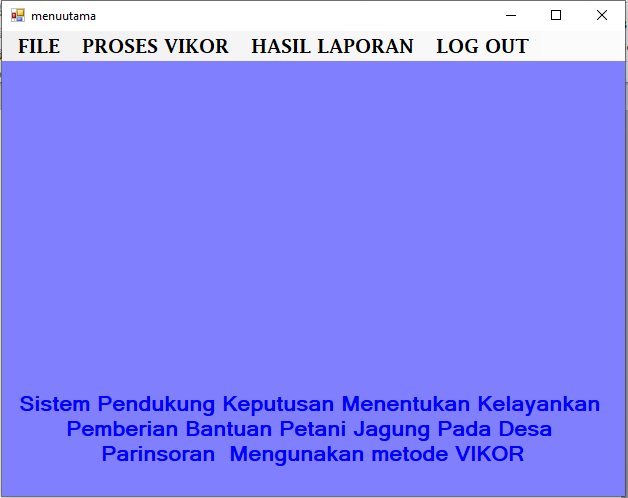 menuutama
FILE PROSES VIKOR HASIL LAPORAN LOG OUT
Sistem Pendukung Keputusan Menentukan Kelayankan
Pemberian Bantuan Petani Jagung Pada Desa
Parinsoran Mengunakan metode VIKOR